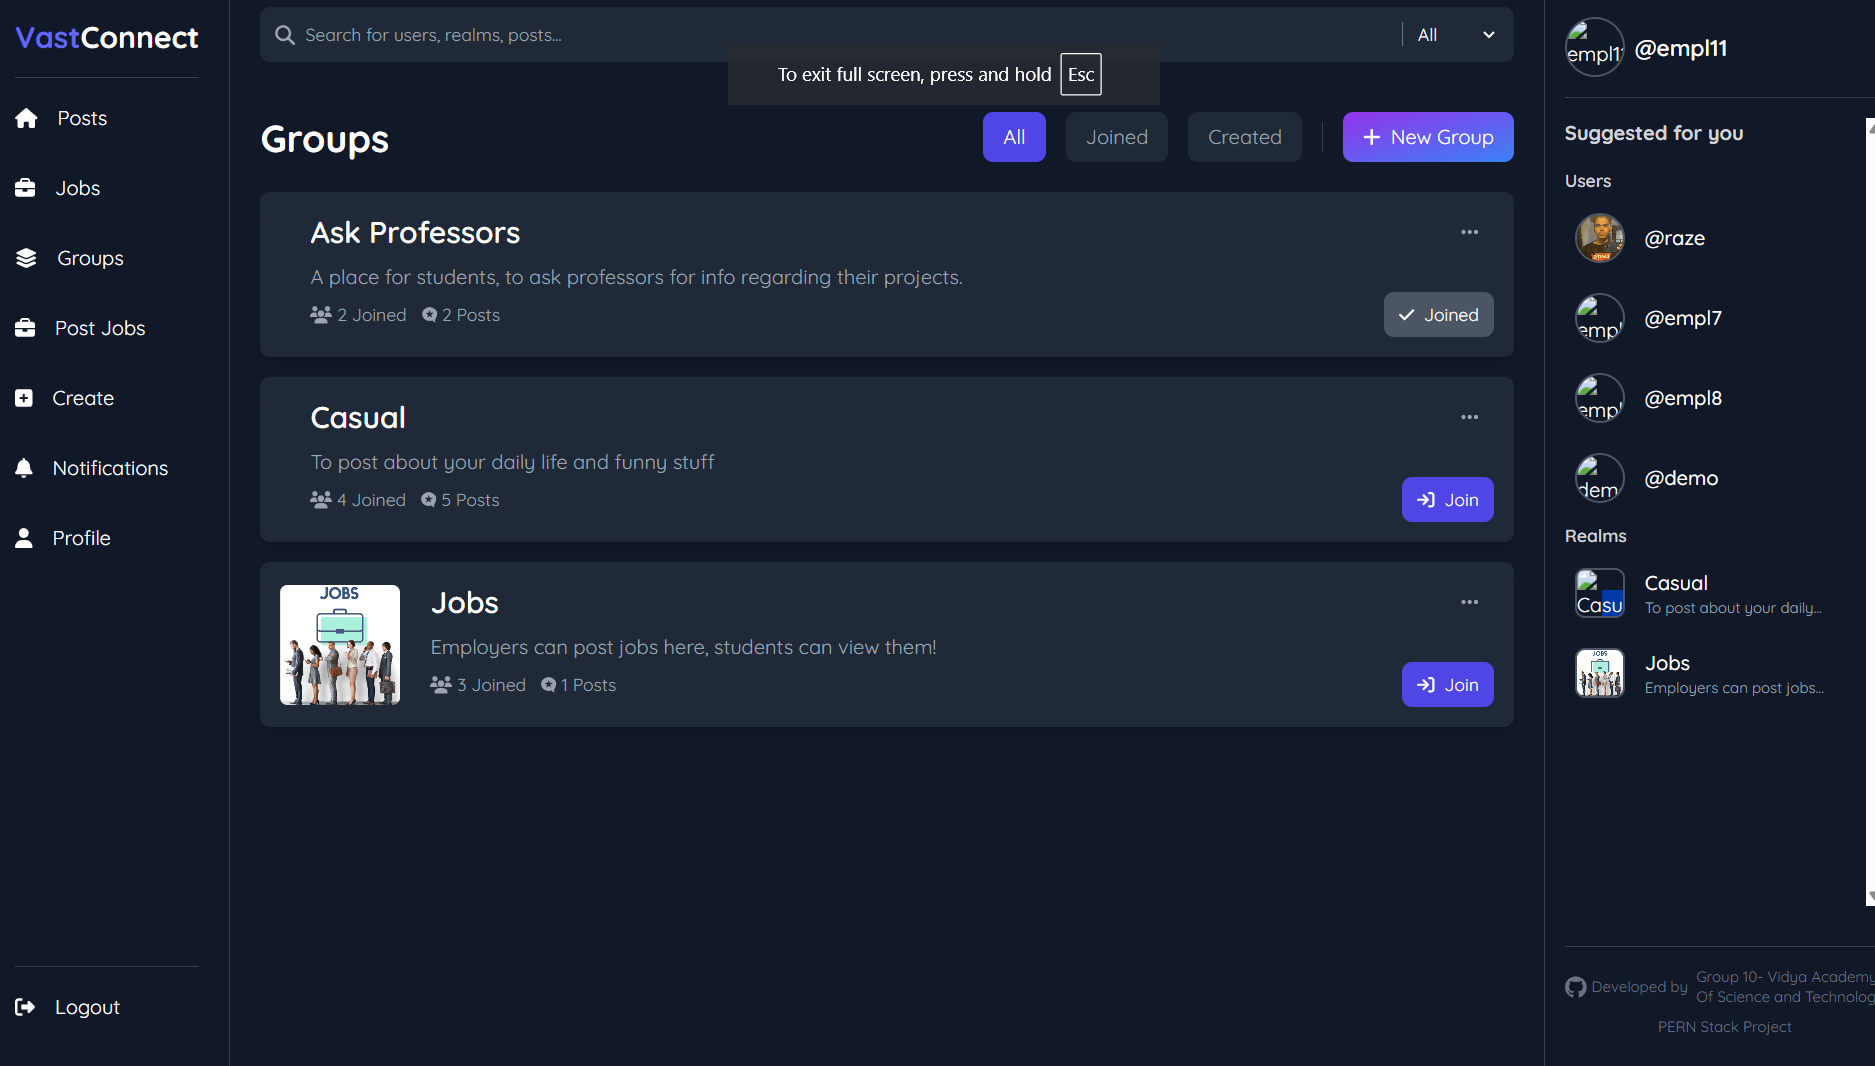 VastConnect
Posts
Jobs
Groups
Post Jobs
Create
Notifications
Profile
Logout
Search for users, realms, posts...
All
To exit full screen, press and hold Esc
Groups
All
Joined
Created
New Group
Ask Professors
A place for students, to ask professors for info regarding their projects.
2 Joined 2 Posts
Joined
Casual
To post about your daily life and funny stuff
4 Joined 5 Posts
Join
JOBS
Jobs
Employers can post jobs here, students can view them!
3 Joined 1 Posts
Join
empl1
@empl11
Suggested for you
Users
@raze
empl
@empl7
empl
@empl8
dem
@demo
Realms
Casu
Casual
To post about your daily...
JOBS
Jobs
Employers can post jobs...
Developed by
Group 10- Vidya Academy
Of Science and Technolog
PERN Stack Project